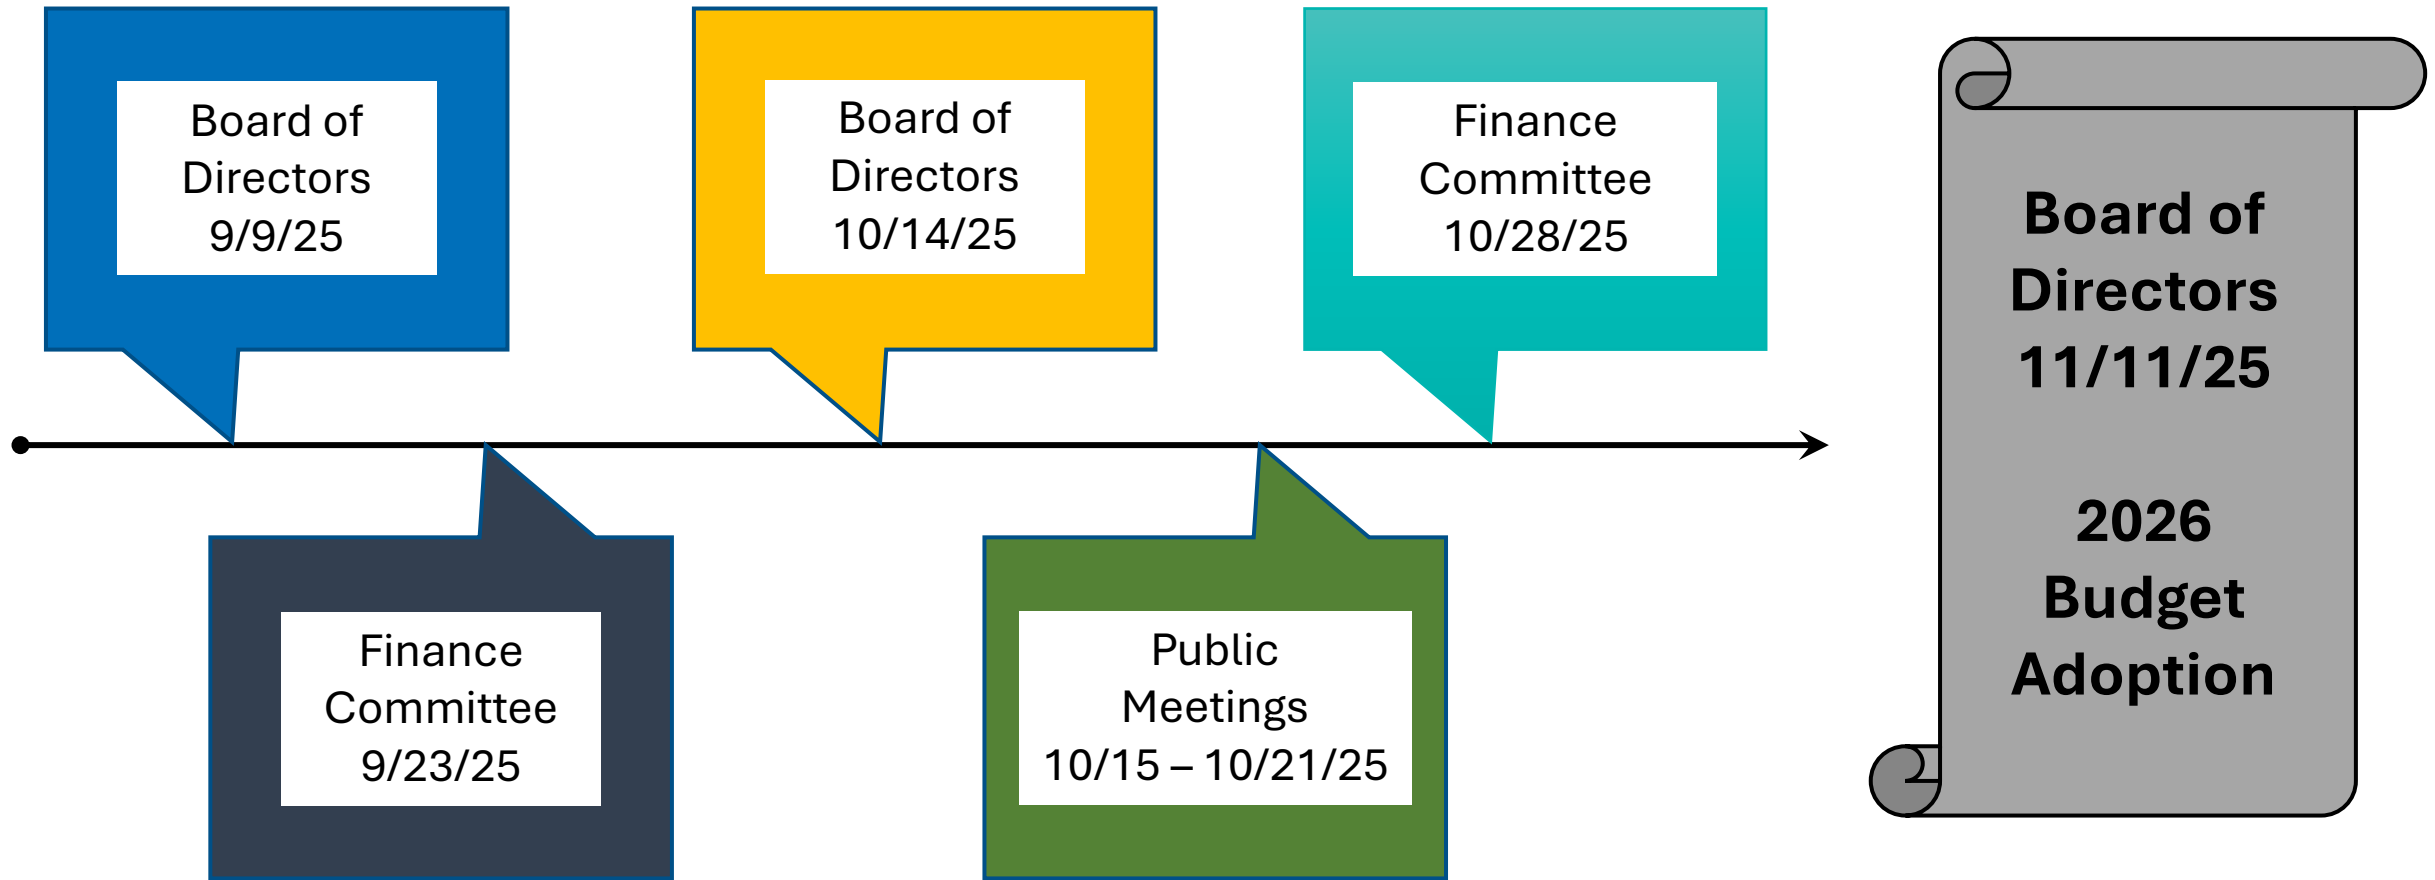 Board of
Directors
9/9/25
Finance
Committee
9/23/25
Board of
Directors
10/14/25
Public
Meetings
10/15 – 10/21/25
Finance
Committee
10/28/25
Board of
Directors
11/11/25
2026
Budget
Adoption